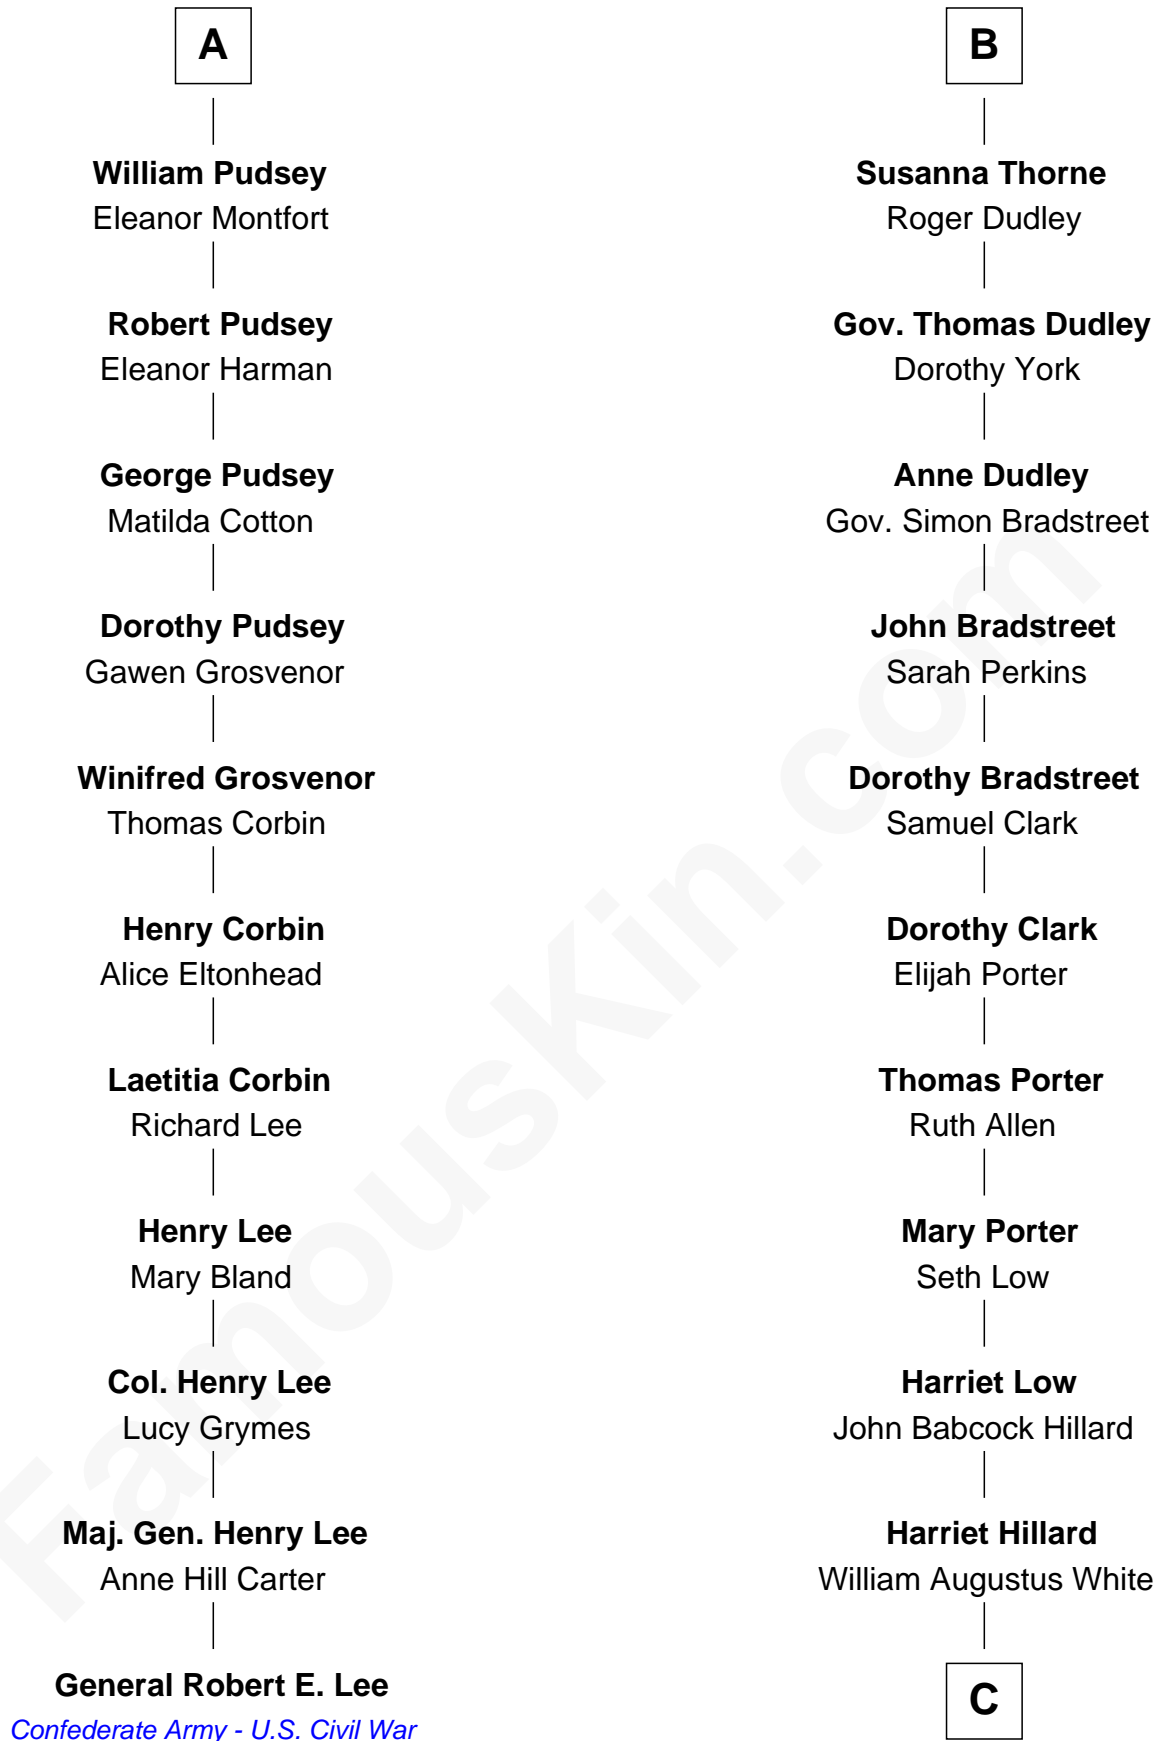 A
William Pudsey
Eleanor Montfort
Robert Pudsey
Eleanor Harman
George Pudsey
Matilda Cotton
Dorothy Pudsey
Gawen Grosvenor
Winifred Grosvenor
Thomas Corbin
Henry Corbin
Alice Eltonhead
Laetitia Corbin
Richard Lee
Henry Lee
Mary Bland
Col. Henry Lee
Lucy Grymes
Maj. Gen. Henry Lee
Anne Hill Carter
General Robert E. Lee
Confederate Army - U.S. Civil War
B
Susanna Thorne
Roger Dudley
Gov. Thomas Dudley
Dorothy York
Anne Dudley
Gov. Simon Bradstreet
John Bradstreet
Sarah Perkins
Dorothy Bradstreet
Samuel Clark
Dorothy Clark
Elijah Porter
Thomas Porter
Ruth Allen
Mary Porter
Seth Low
Harriet Low
John Babcock Hillard
Harriet Hillard
William Augustus White
C
FamousKin.com